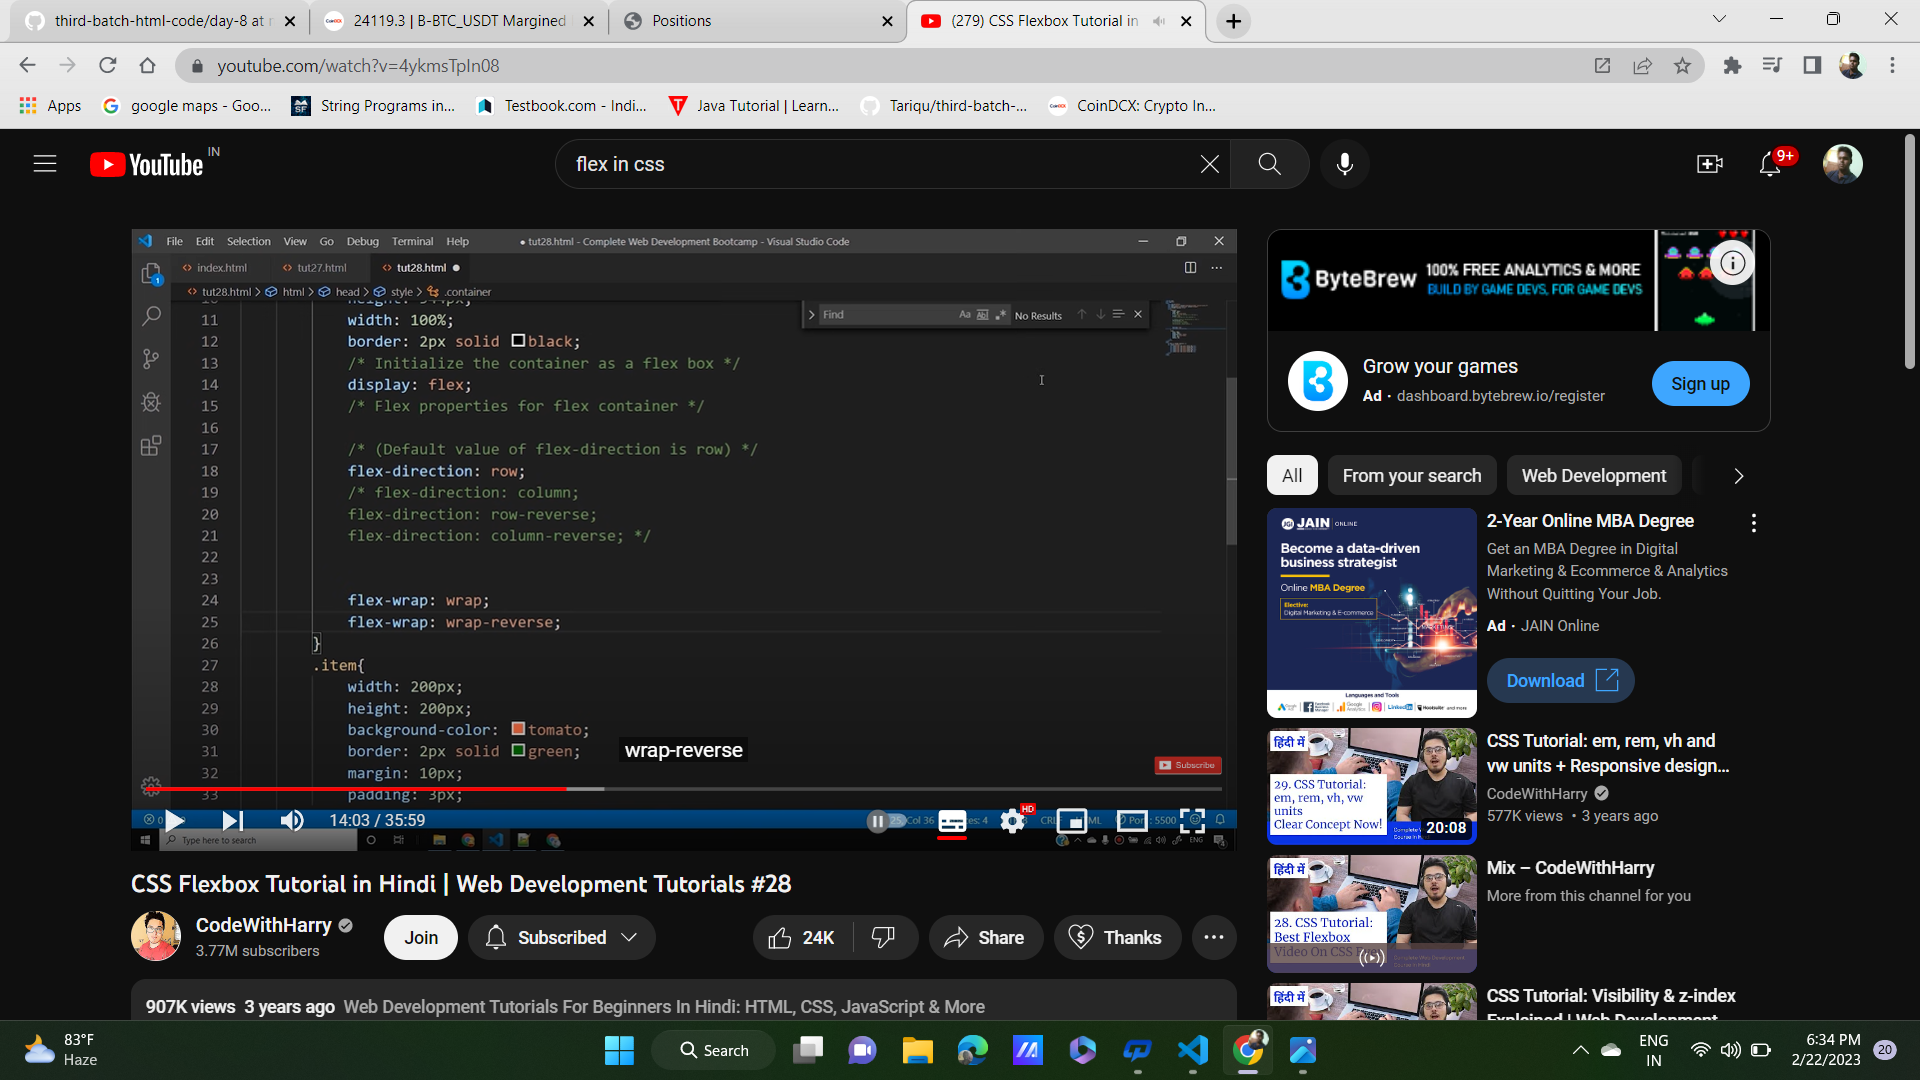 third-batch-html-code/day-8 at r
24119.3 | B-BTC_USDT Margined
Positions
(279) CSS Flexbox Tutorial in
youtube.com/watch?v=4ykmsTpIn08
Apps
google maps - Goo...
String Programs in...
Testbook.com - Indi...
Java Tutorial | Learn...
Tariqu/third-batch-...
CoinDCX: Crypto In...
YouTube IN
flex in css
9+
File Edit Selection View Go Debug Terminal Help
● tut28.html - Complete Web Development Bootcamp - Visual Studio Code
index.html
tut27.html
tut28.html ●
tut28.html > html > head > style > .container
Find
No Results
10 height: 544px;
11 width: 100%;
12 border: 2px solid black;
13 /* Initialize the container as a flex box */
14 display: flex;
15 /* Flex properties for flex container */
16
17 /* (Default value of flex-direction is row) */
18 flex-direction: row;
19 /* flex-direction: column;
20 flex-direction: row-reverse;
21 flex-direction: column-reverse; */
22
23
24 flex-wrap: wrap;
25 flex-wrap: wrap-reverse;
26 }
27 .item{
28 width: 200px;
29 height: 200px;
30 background-color: tomato;
31 border: 2px solid green;
32 margin: 10px;
33 padding: 3px;
wrap-reverse
Subscribe
14:03 / 35:59
HD
Type here to search
ENG
CSS Flexbox Tutorial in Hindi | Web Development Tutorials #28
CodeWithHarry
3.77M subscribers
Join
Subscribed
24K
Share
Thanks
907K views 3 years ago Web Development Tutorials For Beginners In Hindi: HTML, CSS, JavaScript & More
ByteBrew
100% FREE ANALYTICS & MORE
BUILD BY GAME DEVS, FOR GAME DEVS
Grow your games
Ad · dashboard.bytebrew.io/register
Sign up
All
From your search
Web Development
JGI JAIN | ONLINE
Become a data-driven
business strategist
Online MBA Degree
Elective:
Digital Marketing & E-commerce
Languages and Tools
2-Year Online MBA Degree
Get an MBA Degree in Digital
Marketing & Ecommerce & Analytics
Without Quitting Your Job.
Ad · JAIN Online
Download
हिंदी में
29. CSS Tutorial:
em, rem, vh, vw
units
Clear Concept Now!
20:08
CSS Tutorial: em, rem, vh and
vw units + Responsive design...
CodeWithHarry
577K views • 3 years ago
हिंदी में
28. CSS Tutorial:
Best Flexbox
Video On CSS
Mix – CodeWithHarry
More from this channel for you
हिंदी में
CSS Tutorial: Visibility & z-index
Explained | Web Development
83°F
Haze
Search
ENG
IN
6:34 PM
2/22/2023
20